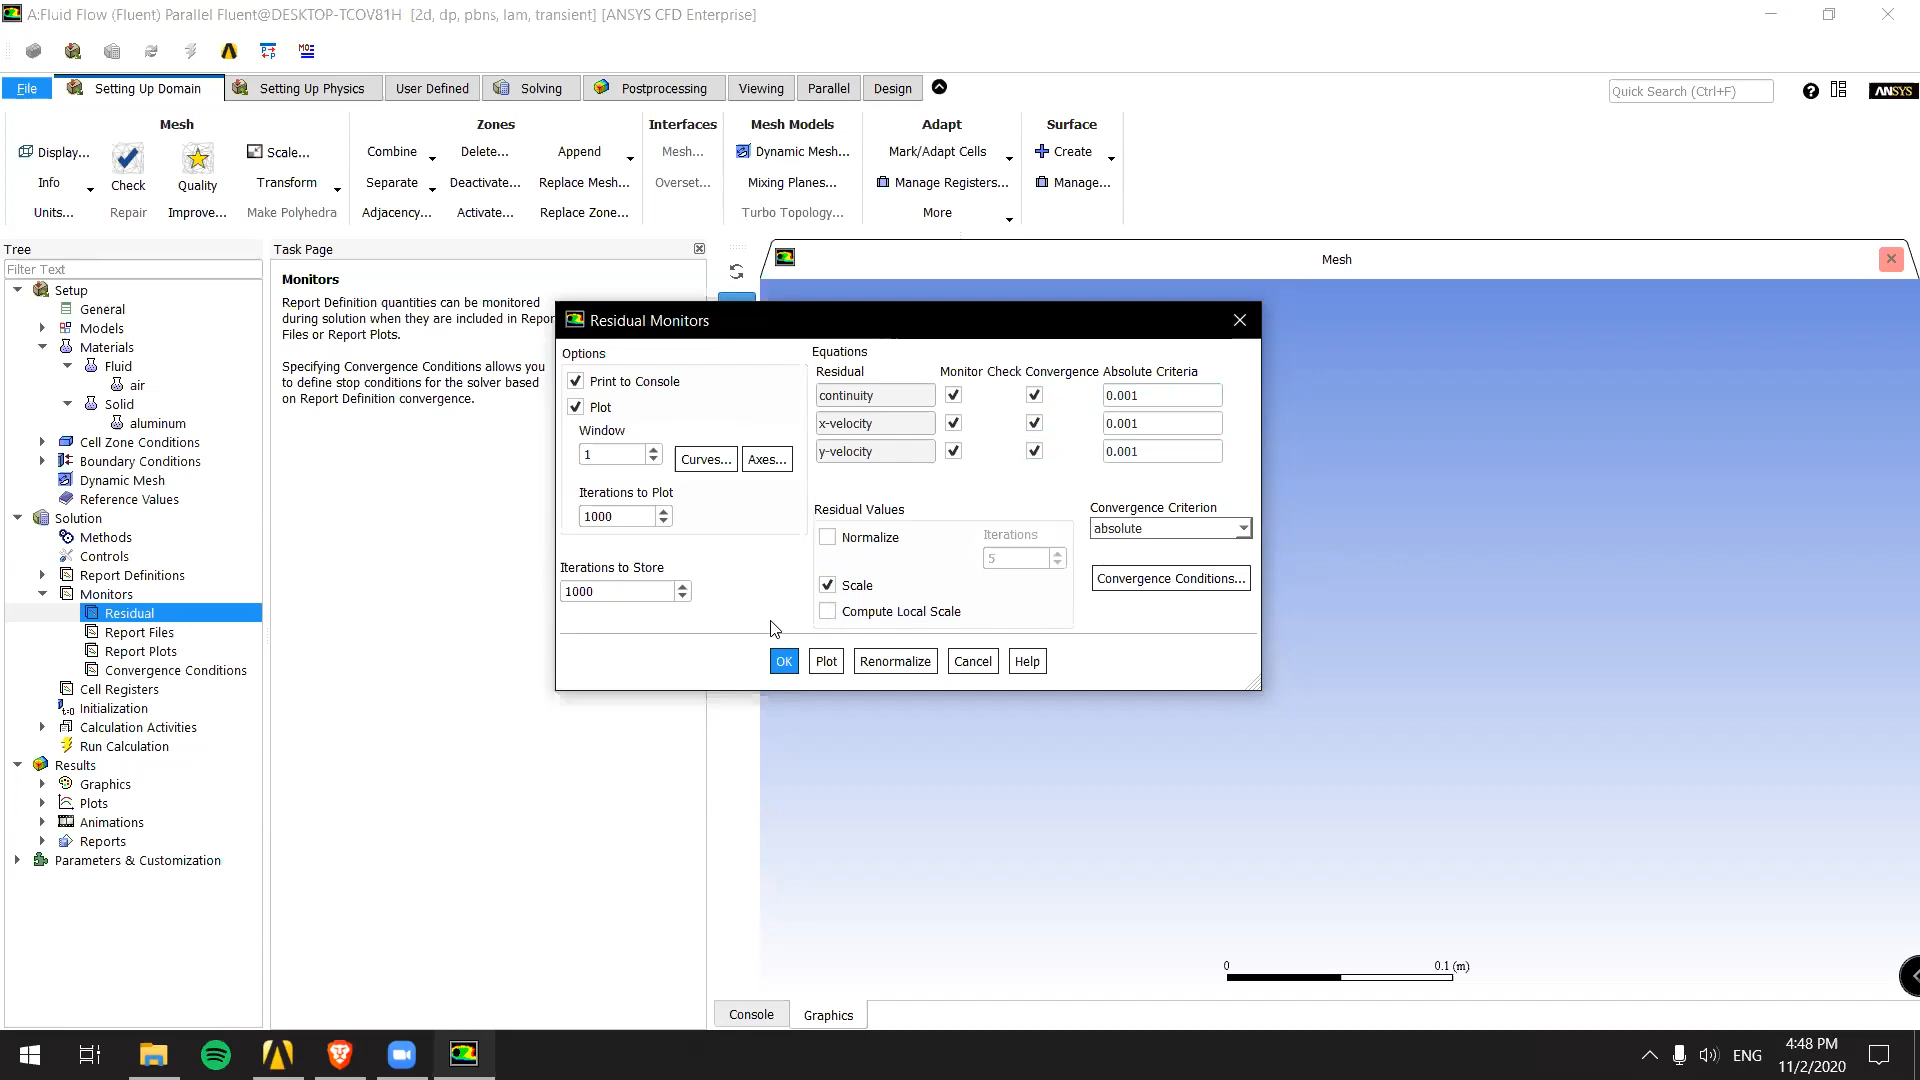 A:Fluid Flow (Fluent) Parallel Fluent@DESKTOP-TCOV81H [2d, dp, pbns, lam, transient] [ANSYS CFD Enterprise]
File
Setting Up Domain
Setting Up Physics
User Defined
Solving
Postprocessing
Viewing
Parallel
Design
Quick Search (Ctrl+F)
ANSYS
Mesh
Zones
Interfaces
Mesh Models
Adapt
Surface
Display...
Scale...
Combine
Delete...
Append
Mesh...
Dynamic Mesh...
Mark/Adapt Cells
Create
Info
Check
Quality
Transform
Separate
Deactivate...
Replace Mesh...
Overset...
Mixing Planes...
Manage Registers...
Manage...
Units...
Repair
Improve...
Make Polyhedra
Adjacency...
Activate...
Replace Zone...
Turbo Topology...
More
Tree
Filter Text
Setup
General
Models
Materials
Fluid
air
Solid
aluminum
Cell Zone Conditions
Boundary Conditions
Dynamic Mesh
Reference Values
Solution
Methods
Controls
Report Definitions
Monitors
Residual
Report Files
Report Plots
Convergence Conditions
Cell Registers
Initialization
Calculation Activities
Run Calculation
Results
Graphics
Plots
Animations
Reports
Parameters & Customization
Task Page
Monitors
Report Definition quantities can be monitored
during solution when they are included in Repor
Files or Report Plots.
Specifying Convergence Conditions allows you
to define stop conditions for the solver based
on Report Definition convergence.
Mesh
Residual Monitors
Options
Print to Console
Plot
Window
1
Curves...
Axes...
Iterations to Plot
1000
Iterations to Store
1000
Equations
Residual
Monitor Check Convergence Absolute Criteria
continuity
0.001
x-velocity
0.001
y-velocity
0.001
Residual Values
Normalize
Iterations
5
Scale
Compute Local Scale
Convergence Criterion
absolute
Convergence Conditions...
OK
Plot
Renormalize
Cancel
Help
0
0.1 (m)
Console
Graphics
ENG
4:48 PM
11/2/2020